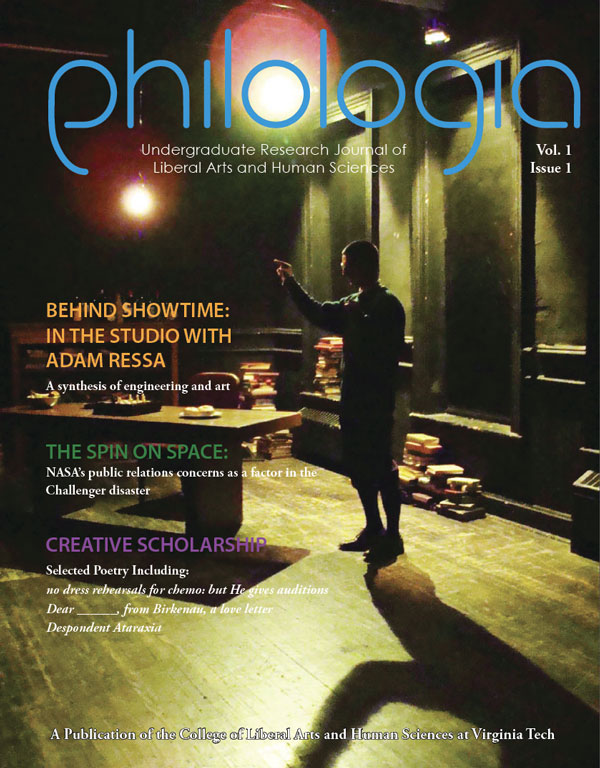 philologia
Undergraduate Research Journal of
Liberal Arts and Human Sciences
Vol. 1
Issue 1
BEHIND SHOWTIME:
IN THE STUDIO WITH
ADAM RESSA
A synthesis of engineering and art
THE SPIN ON SPACE:
NASA's public relations concerns as a factor in the
Challenger disaster
CREATIVE SCHOLARSHIP
Selected Poetry Including:
no dress rehearsals for chemo: but He gives auditions
Dear ______, from Birkenau, a love letter
Despondent Ataraxia
A Publication of the College of Liberal Arts and Human Sciences at Virginia Tech